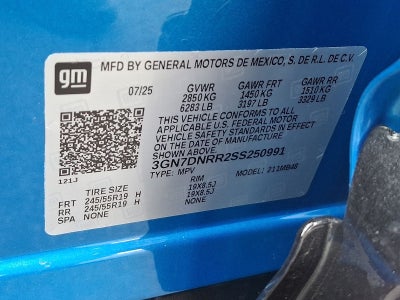 gm
MFD BY GENERAL MOTORS DE MEXICO, S. DE R.L. DE C.V.
07/25 GVWR GAWR FRT GAWR RR
2850 KG 1450 KG 1510 KG
6283 LB 3197 LB 3329 LB
THIS VEHICLE CONFORMS TO ALL
APPLICABLE U.S. FEDERAL MOTOR
VEHICLE SAFETY STANDARDS IN EFFECT
ON THE DATE OF MANUFACTURE
SHOWN ABOVE.
3GN7DNRR2SS250991
TYPE: MPV MODEL: 211MB48
121J
TIRE SIZE RIM
FRT 245/55R19 H 19X8.5J
RR 245/55R19 H 19X8.5J
SPA NONE NONE